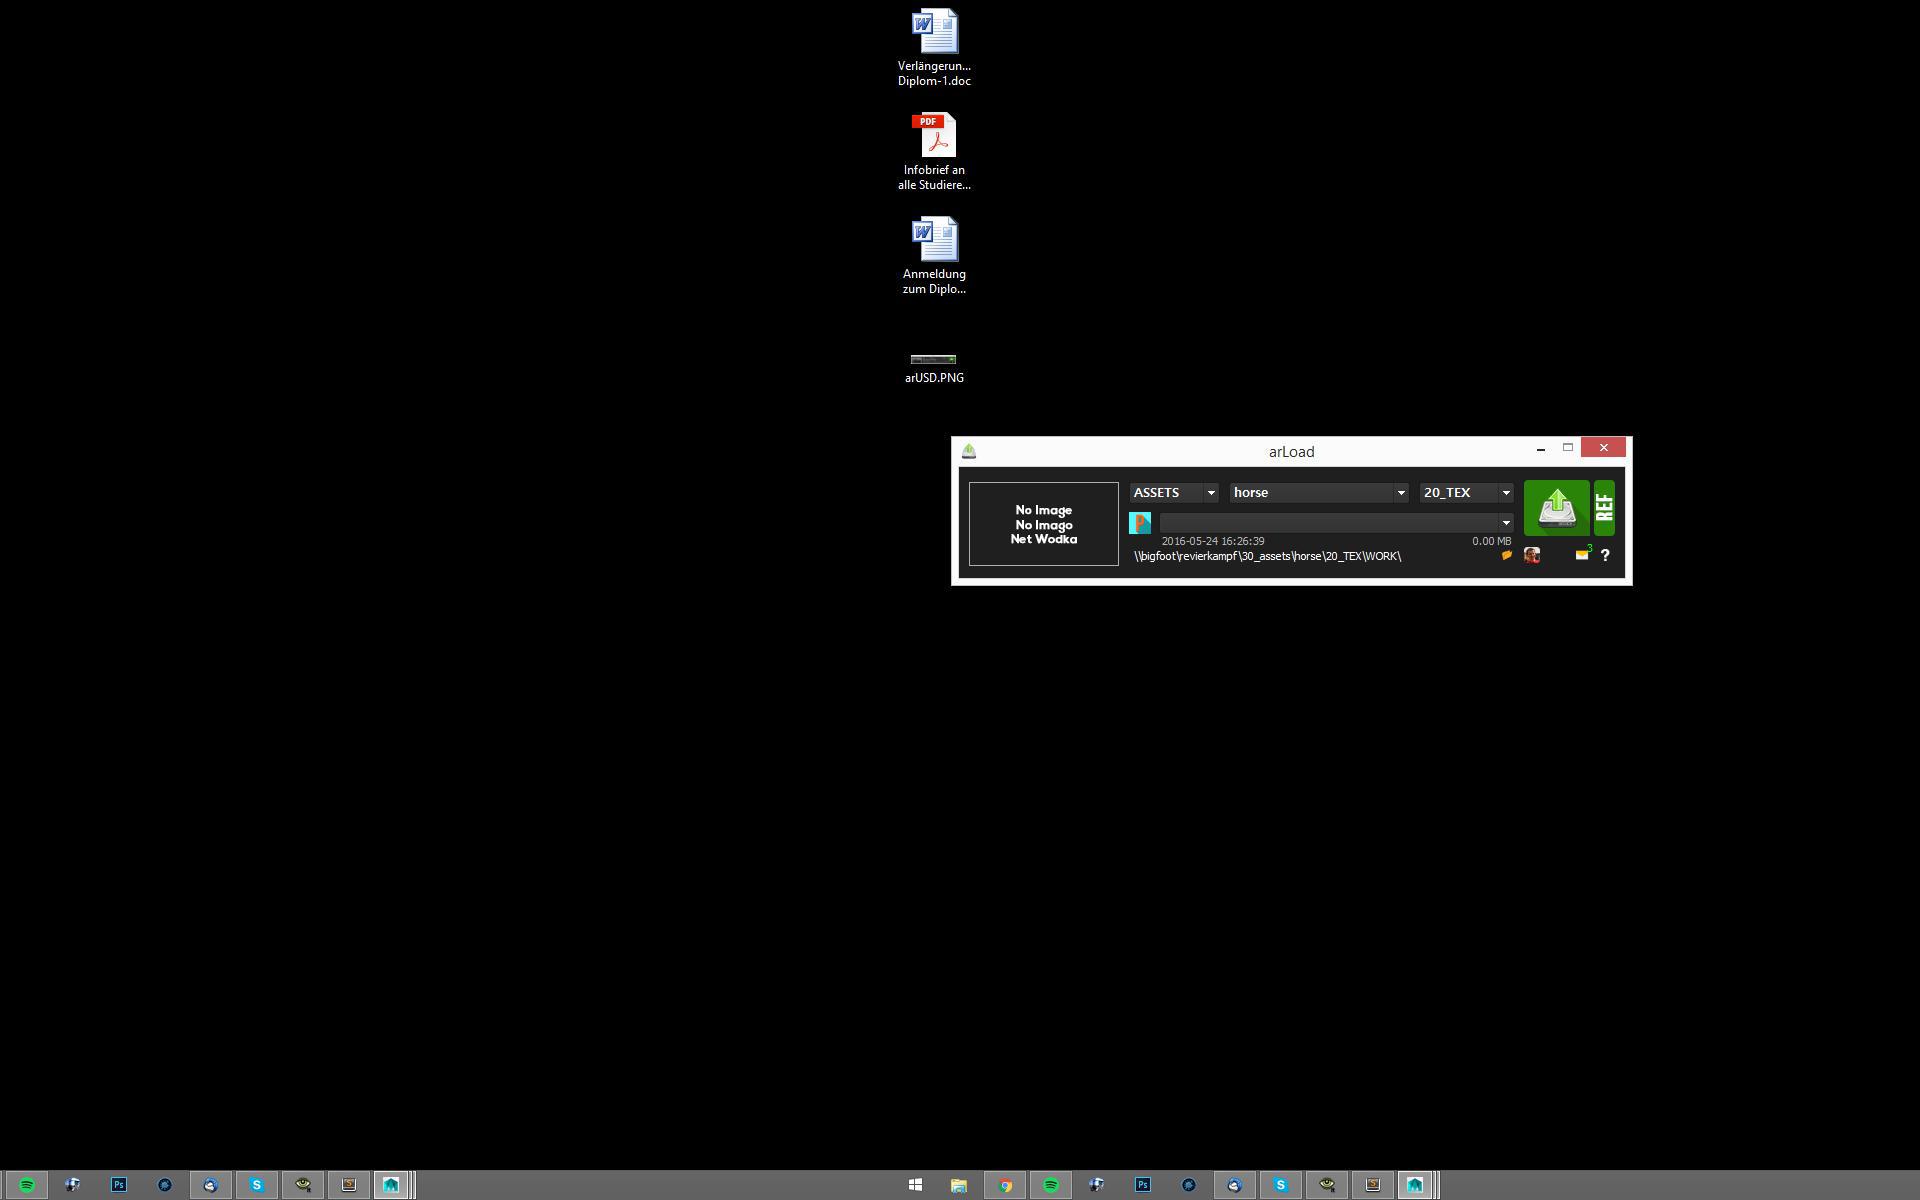 Verlängerun...
Diplom-1.doc
PDF
Infobrief an
alle Studiere...
Anmeldung
zum Diplo...
arUSD.PNG
arLoad
No Image
No Imago
Net Wodka
ASSETS
horse
20_TEX
REF
2016-05-24 16:26:39
0.00 MB
\\bigfoot\revierkampf\30_assets\horse\20_TEX\WORK\
3
?